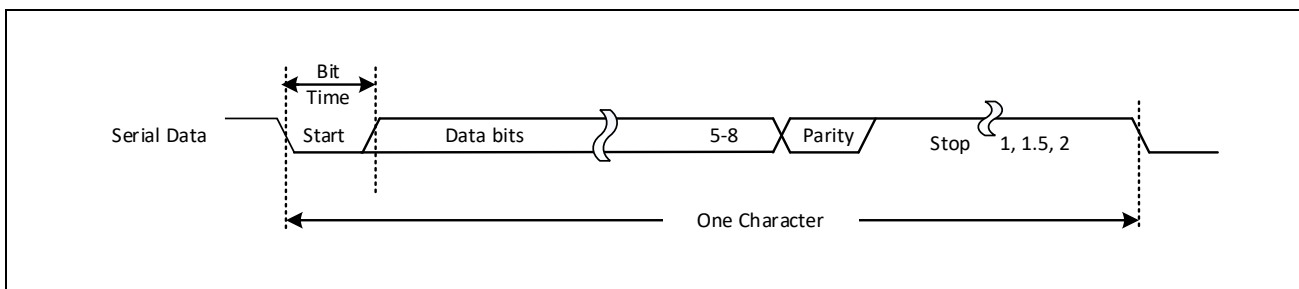 Bit
Time
Serial Data
Start
Data bits
5-8
Parity
Stop
1, 1.5, 2
One Character